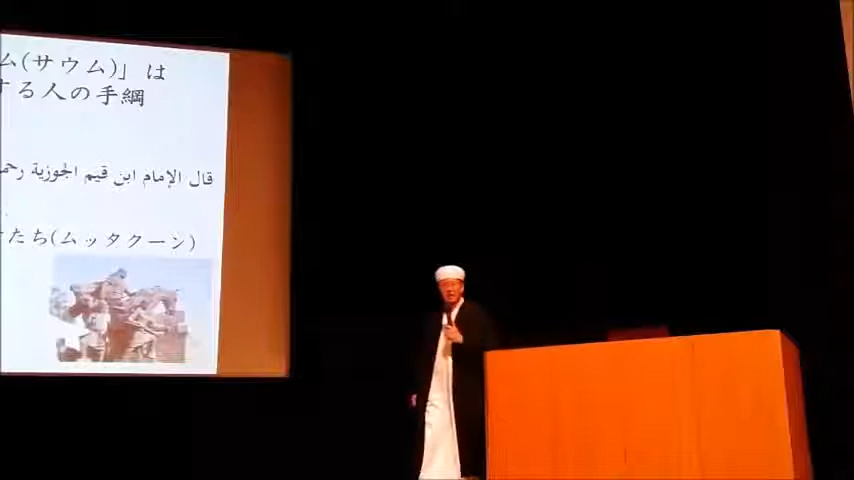 ム(サウム)」は
する人の手綱
قال الإمام ابن قيم الجوزية
たち(ムッタクーン)